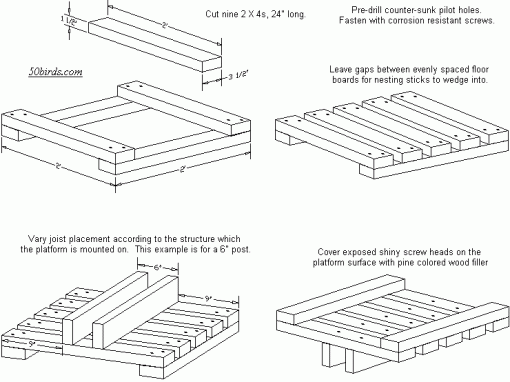 Cut nine 2 X 4s, 24" long.
Pre-drill counter-sunk pilot holes.
Fasten with corrosion resistant screws.
1 1/2"
2'
3 1/2"
50birds.com
Leave gaps between evenly spaced floor
boards for nesting sticks to wedge into.
2'
2'
Vary joist placement according to the structure which
the platform is mounted on. This example is for a 6" post.
Cover exposed shiny screw heads on the
platform surface with pine colored wood filler
6"
9"
9"